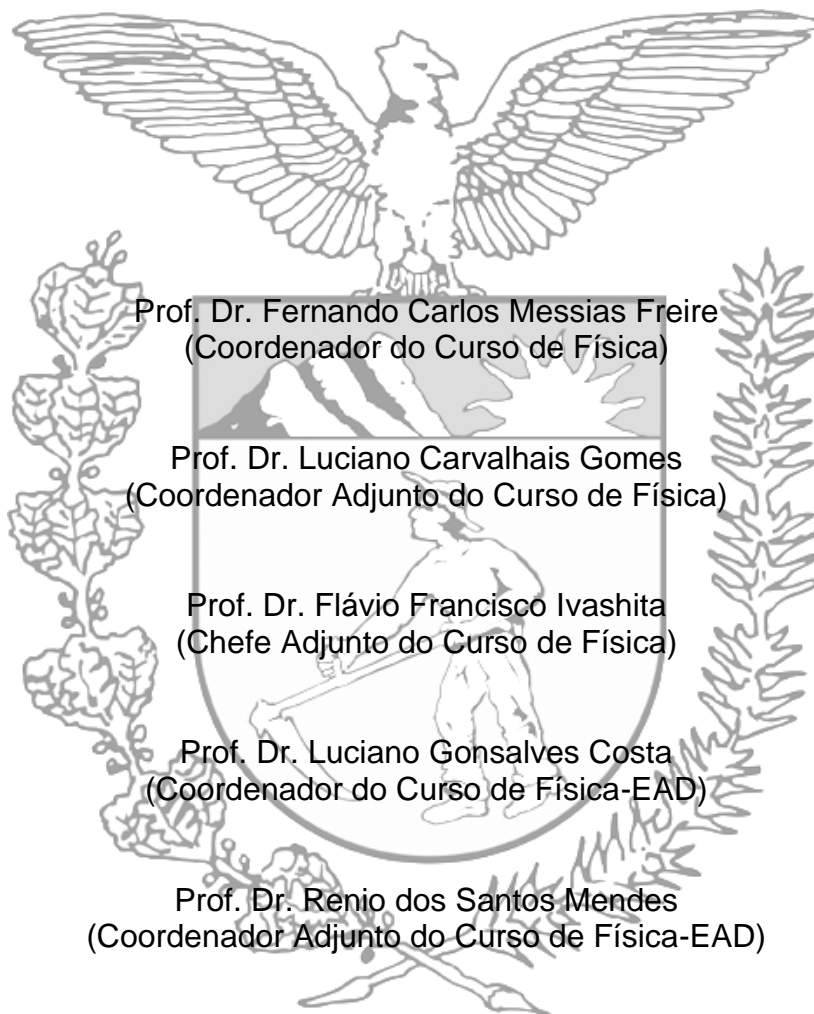 Prof. Dr. Fernando Carlos Messias Freire
(Coordenador do Curso de Física)
Prof. Dr. Luciano Carvalhais Gomes
(Coordenador Adjunto do Curso de Física)
Prof. Dr. Flávio Francisco Ivashita
(Chefe Adjunto do Curso de Física)
Prof. Dr. Luciano Gonsalves Costa
(Coordenador do Curso de Física-EAD)
Prof. Dr. Renio dos Santos Mendes
(Coordenador Adjunto do Curso de Física-EAD)